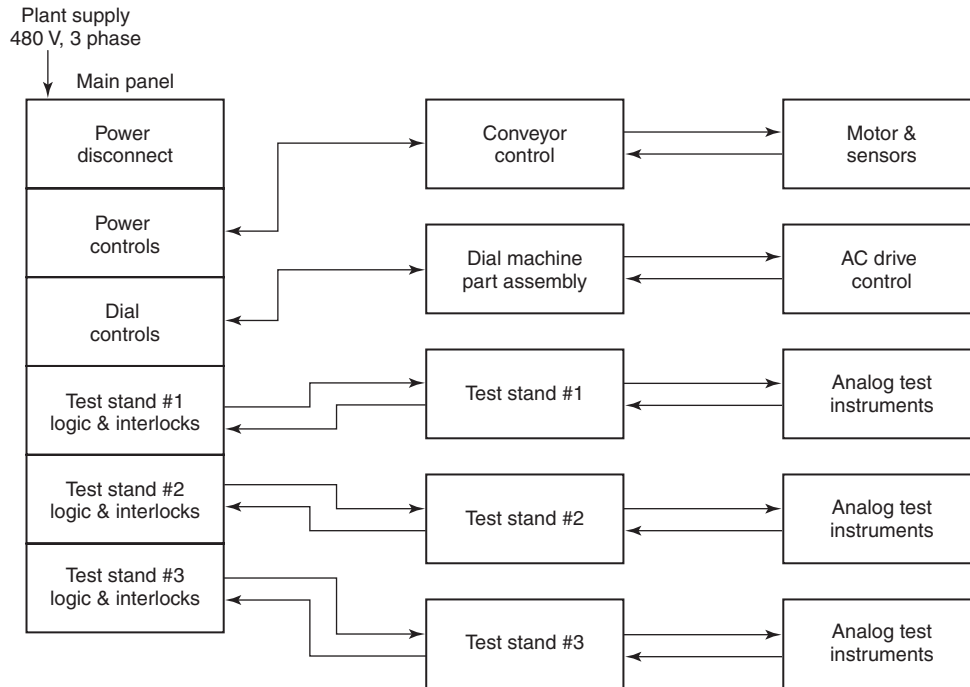 Plant supply
480 V, 3 phase
Main panel
Power
disconnect
Power
controls
Dial
controls
Test stand #1
logic & interlocks
Test stand #2
logic & interlocks
Test stand #3
logic & interlocks
Conveyor
control
Motor &
sensors
Dial machine
part assembly
AC drive
control
Test stand #1
Analog test
instruments
Test stand #2
Analog test
instruments
Test stand #3
Analog test
instruments